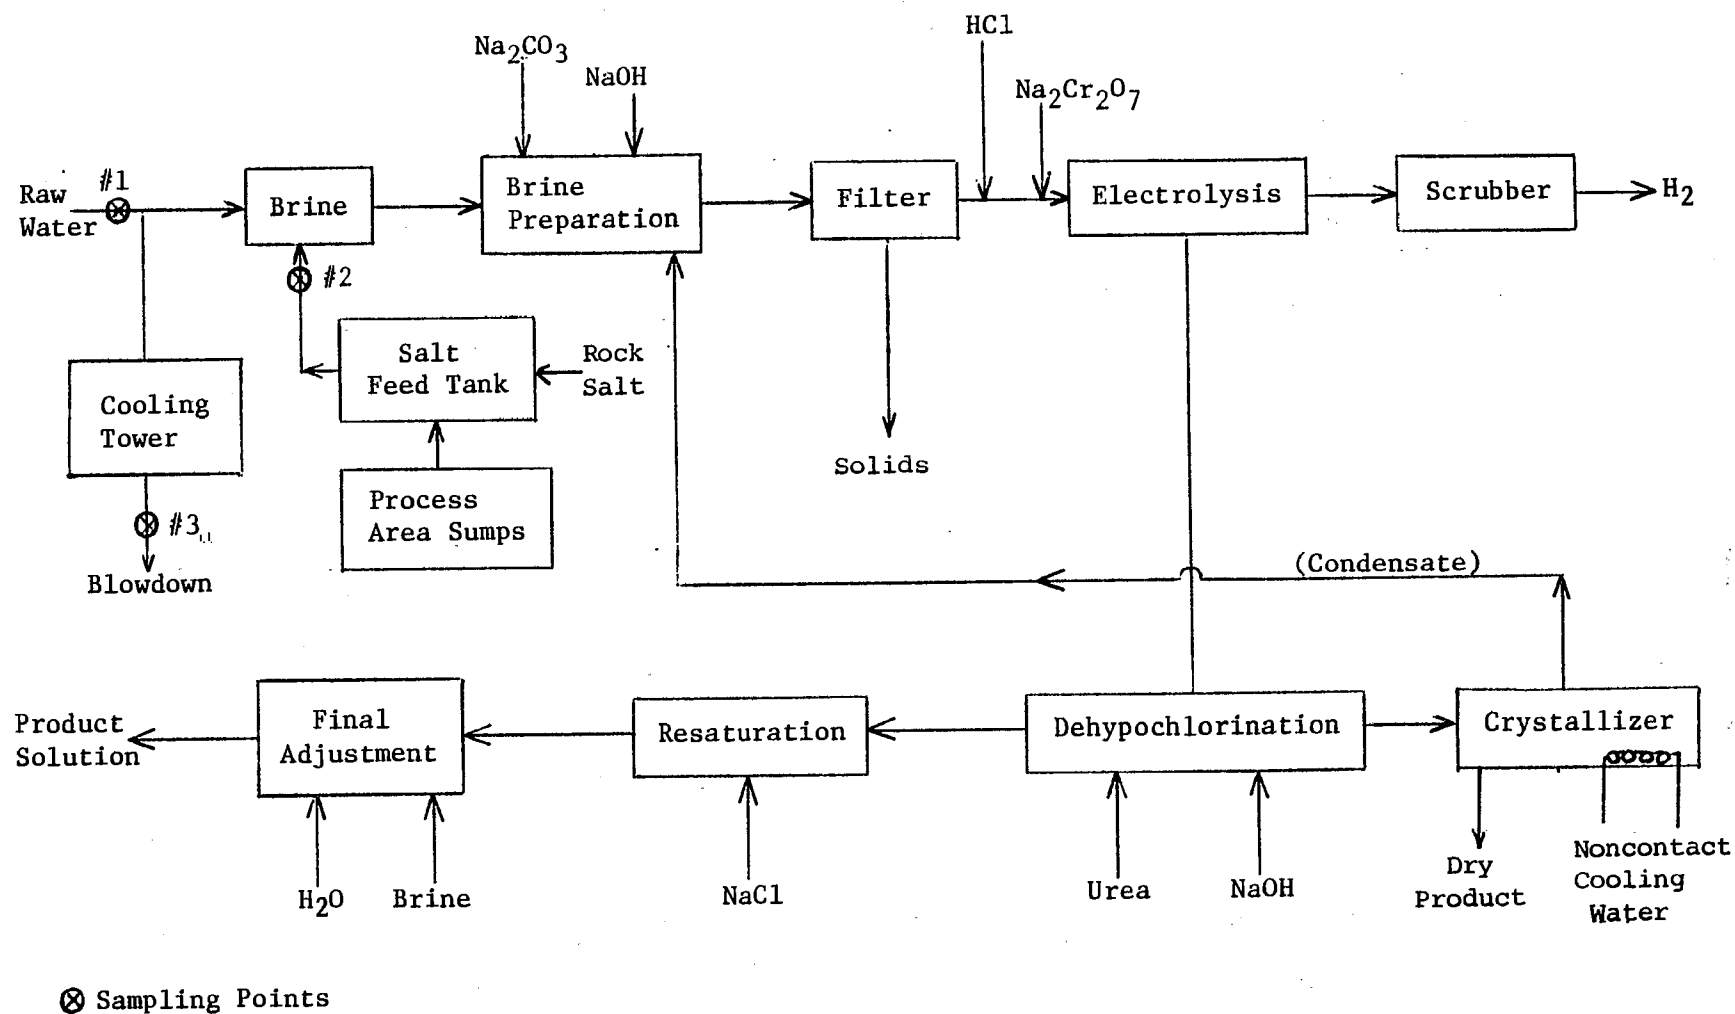 HCl
Na2CO3
NaOH
Na2Cr2O7
#1
Raw
Water
Brine
Brine
Preparation
Filter
Electrolysis
Scrubber
H2
#2
Salt
Feed Tank
Rock
Salt
Cooling
Tower
Solids
Process
Area Sumps
#3
Blowdown
(Condensate)
Product
Solution
Final
Adjustment
Resaturation
Dehypochlorination
Crystallizer
H2O
Brine
NaCl
Urea
NaOH
Dry
Product
Noncontact
Cooling
Water
Sampling Points